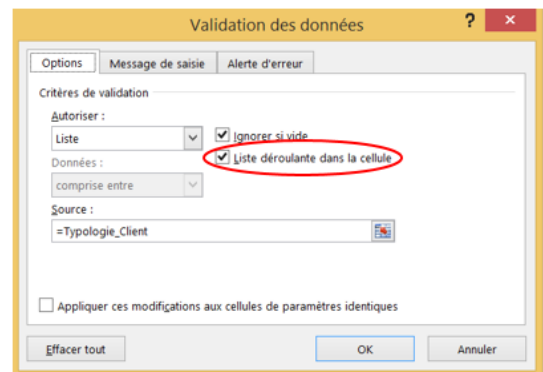 Validation des données
? ×
Options Message de saisie Alerte d'erreur
Critères de validation
Autoriser :
Liste
Ignorer si vide
Liste déroulante dans la cellule
Données :
comprise entre
Source :
=Typologie_Client
Appliquer ces modifications aux cellules de paramètres identiques
Effacer tout OK Annuler